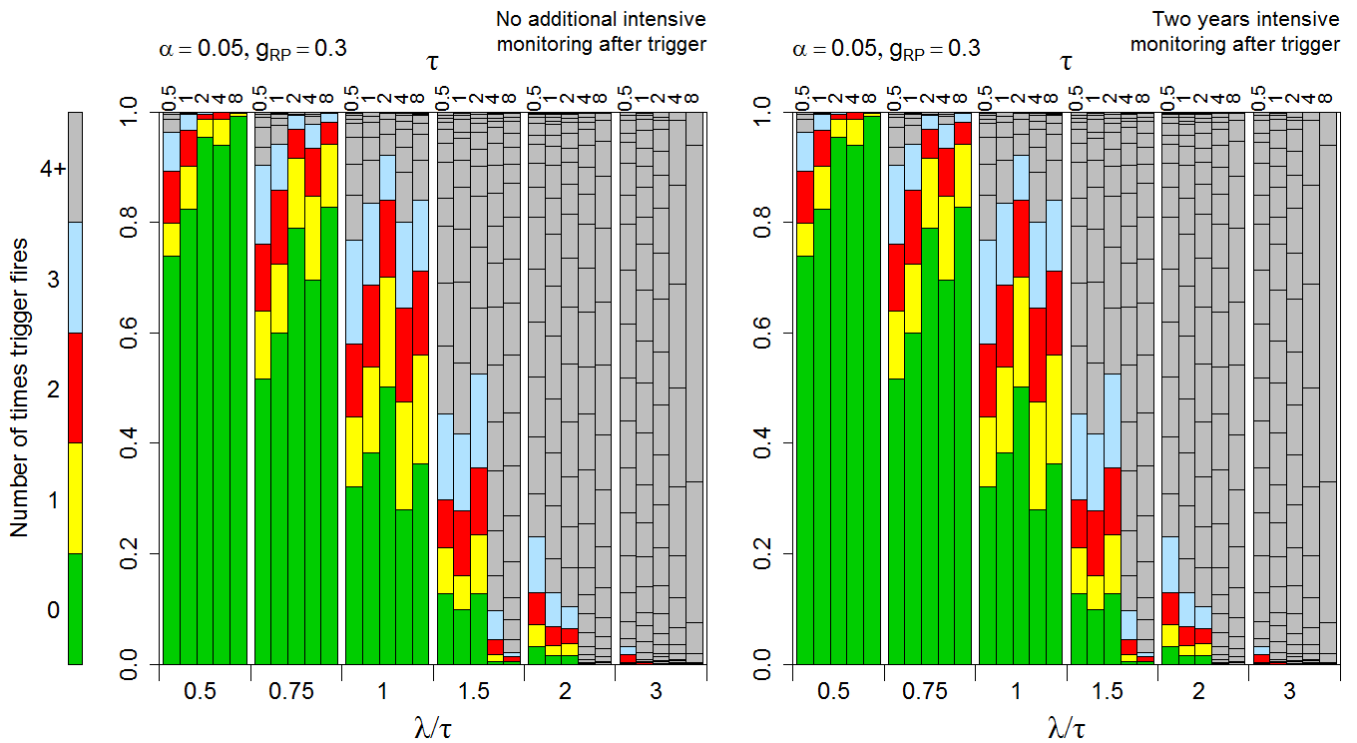 No additional intensive
monitoring after trigger
α = 0.05, gRP = 0.3
τ
0.5 1 2 4 8 0.5 1 2 4 8 0.5 1 2 4 8 0.5 1 2 4 8 0.5 1 2 4 8 0.5 1 2 4 8
Number of times trigger fires
4+
3
2
1
0
1.0
0.8
0.6
0.4
0.2
0.0
0.5 0.75 1 1.5 2 3
λ/τ
Two years intensive
monitoring after trigger
α = 0.05, gRP = 0.3
τ
0.5 1 2 4 8 0.5 1 2 4 8 0.5 1 2 4 8 0.5 1 2 4 8 0.5 1 2 4 8 0.5 1 2 4 8
1.0
0.8
0.6
0.4
0.2
0.0
0.5 0.75 1 1.5 2 3
λ/τ